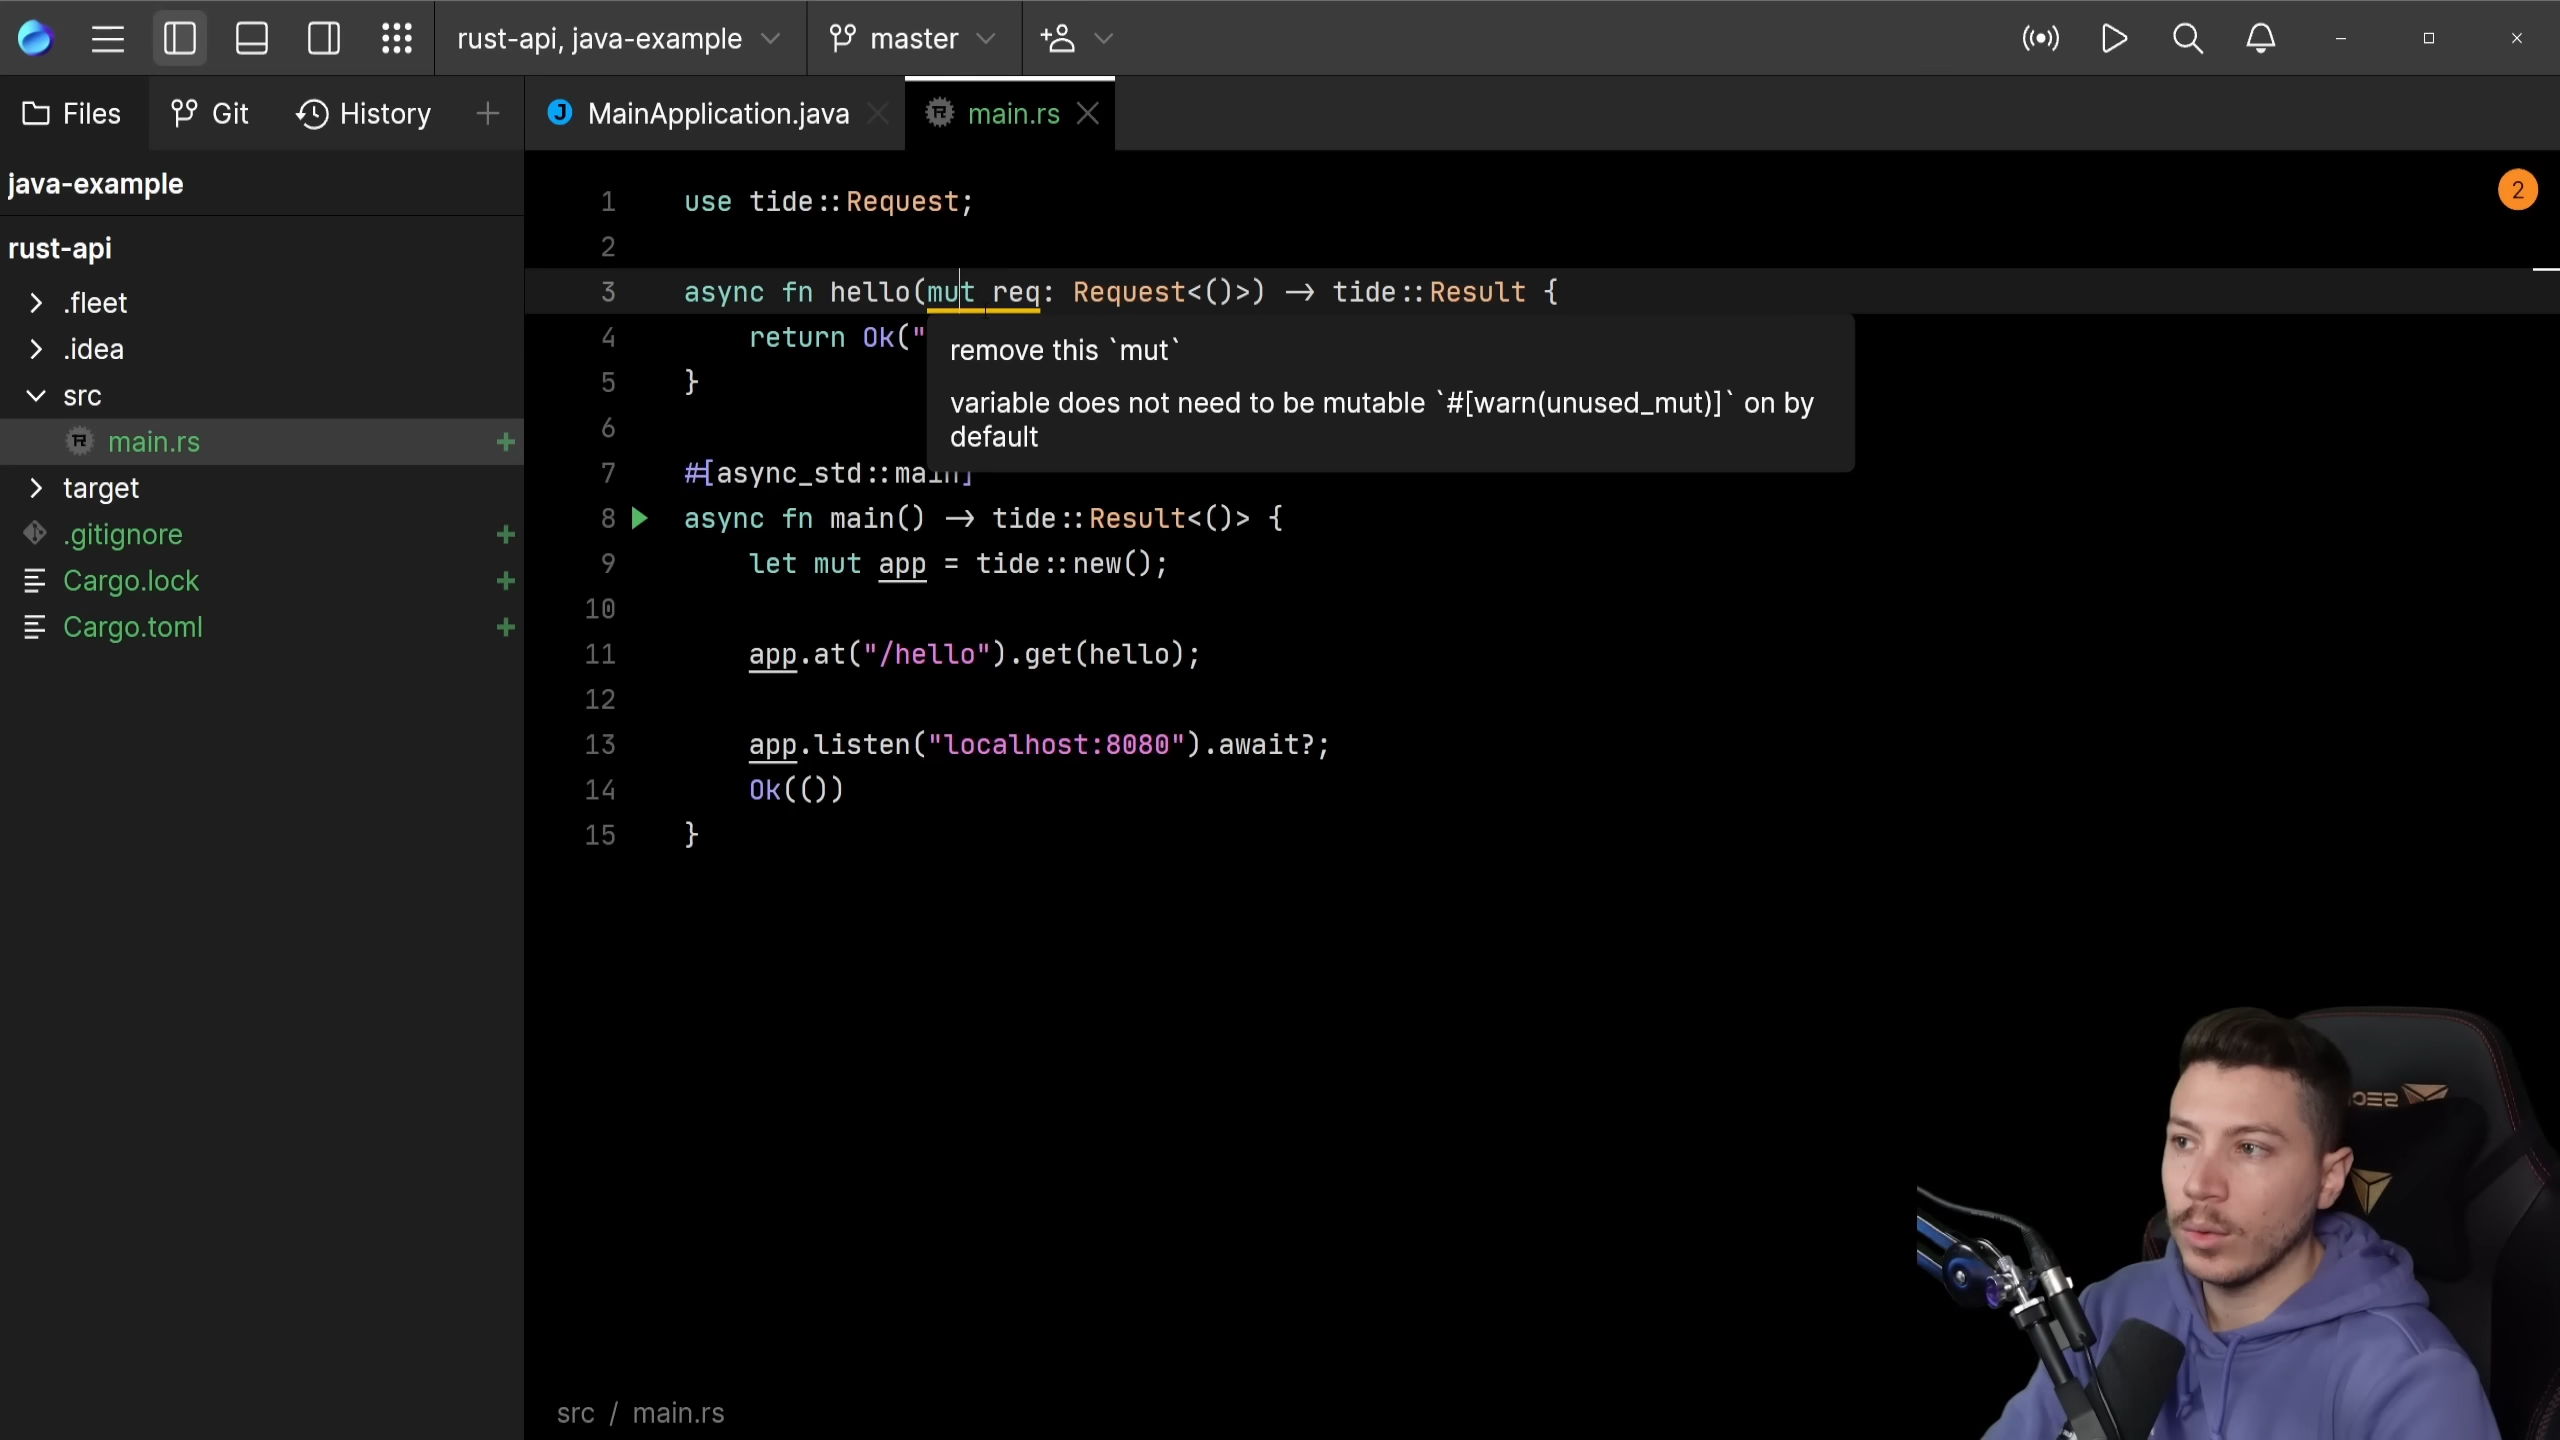 rust-api, java-example
master
Files
Git
History
MainApplication.java
main.rs
java-example
rust-api
.fleet
.idea
src
main.rs
target
.gitignore
Cargo.lock
Cargo.toml
2
1 use tide::Request;
2
3 async fn hello(mut req: Request<()>) → tide::Result {
4 return Ok("
5 }
6
7 #[async_std::main]
8 async fn main() → tide::Result<()> {
9 let mut app = tide::new();
10
11 app.at("/hello").get(hello);
12
13 app.listen("localhost:8080").await?;
14 Ok(())
15 }
remove this `mut`
variable does not need to be mutable `#[warn(unused_mut)]` on by
default
src / main.rs